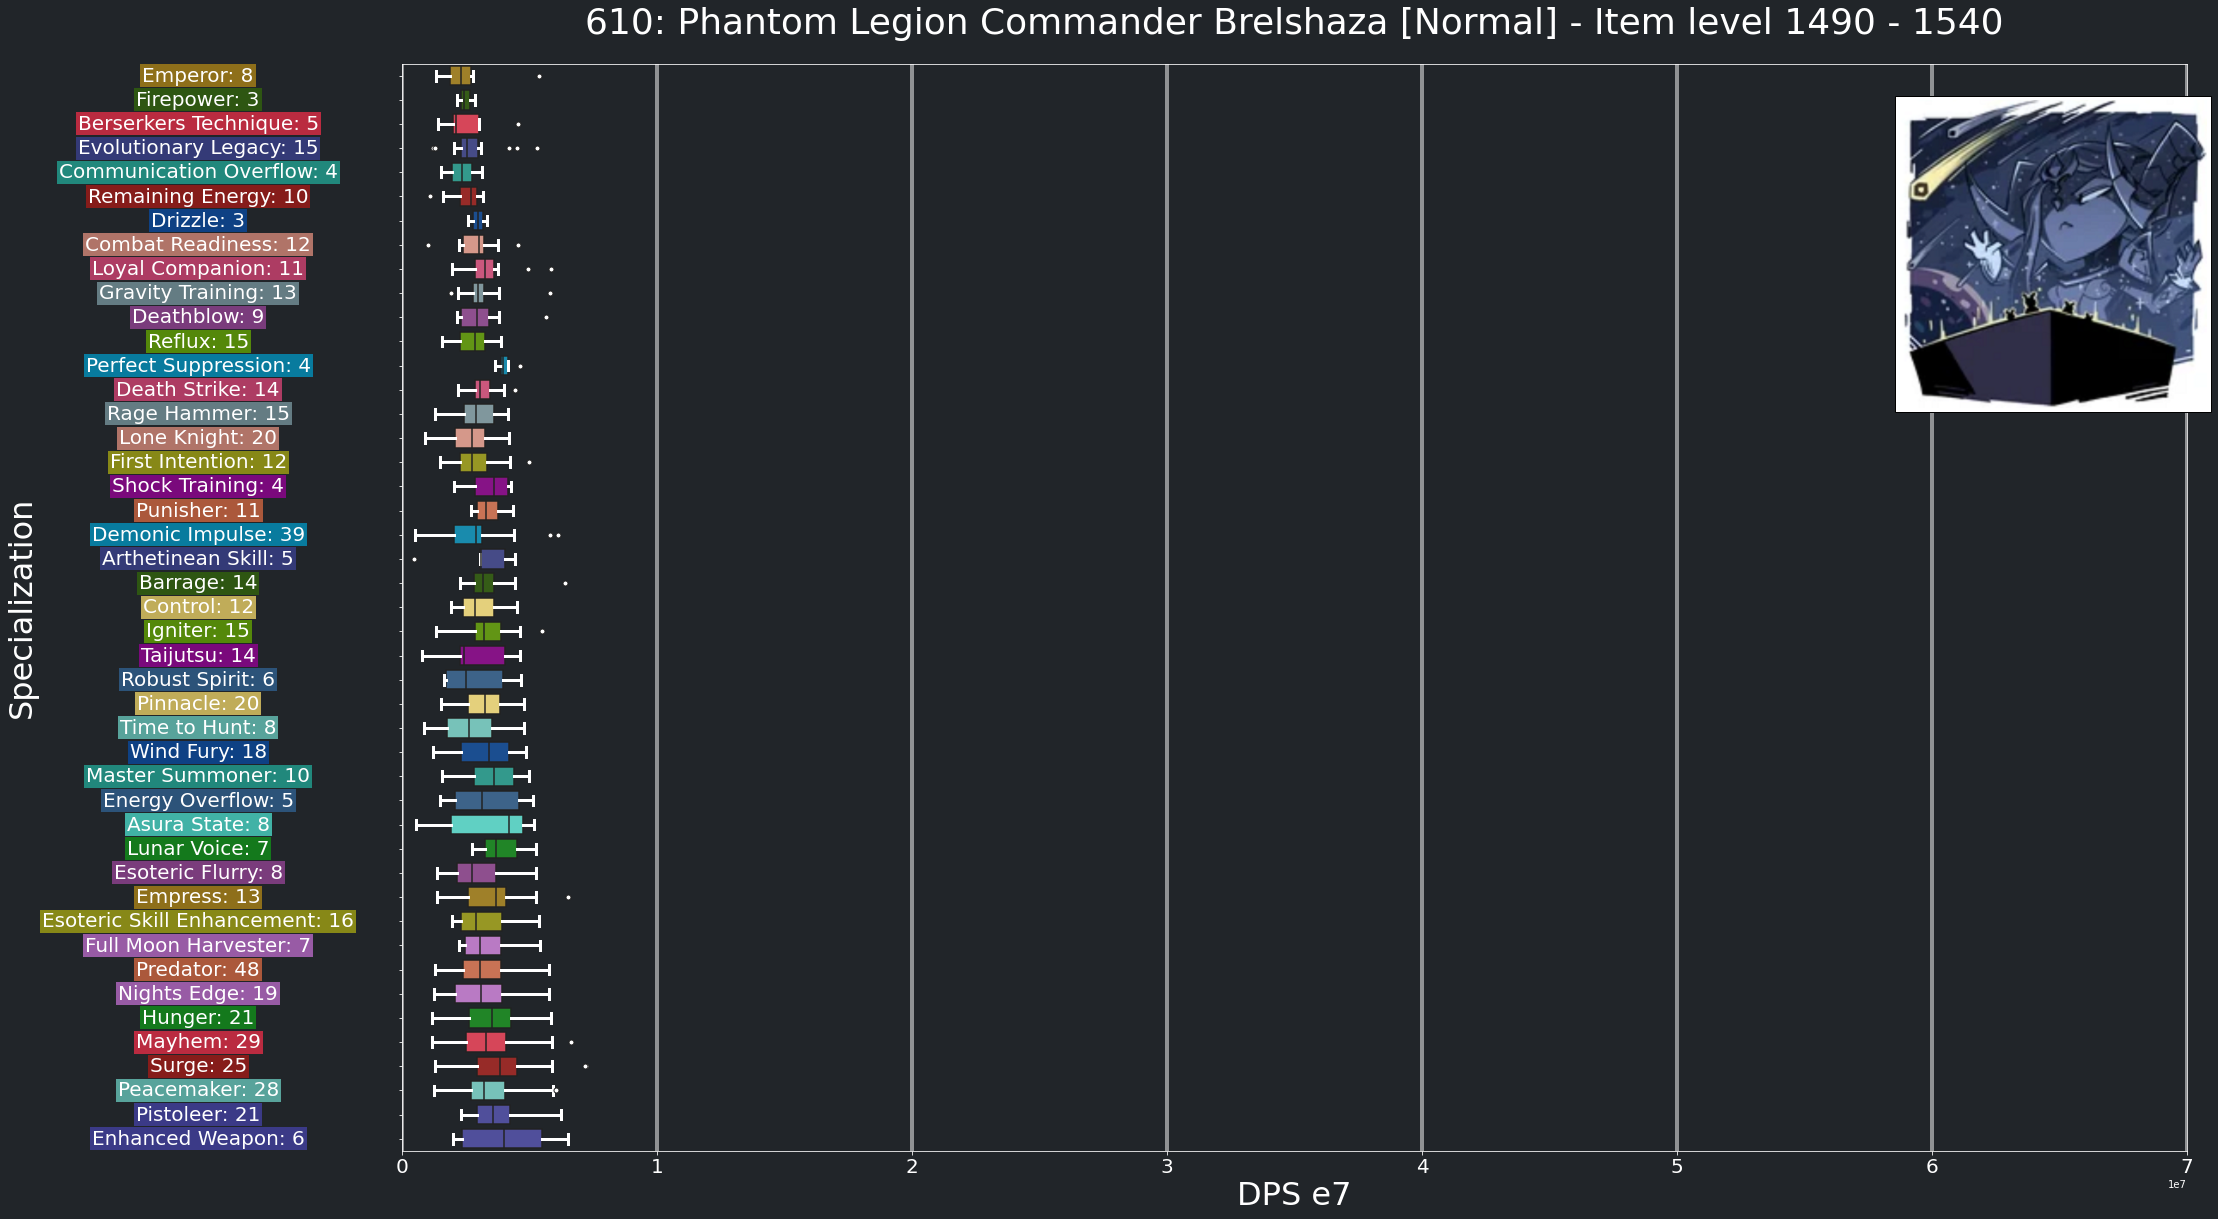 610: Phantom Legion Commander Brelshaza [Normal] - Item level 1490 - 1540
Specialization
Emperor: 8
Firepower: 3
Berserkers Technique: 5
Evolutionary Legacy: 15
Communication Overflow: 4
Remaining Energy: 10
Drizzle: 3
Combat Readiness: 12
Loyal Companion: 11
Gravity Training: 13
Deathblow: 9
Reflux: 15
Perfect Suppression: 4
Death Strike: 14
Rage Hammer: 15
Lone Knight: 20
First Intention: 12
Shock Training: 4
Punisher: 11
Demonic Impulse: 39
Arthetinean Skill: 5
Barrage: 14
Control: 12
Igniter: 15
Taijutsu: 14
Robust Spirit: 6
Pinnacle: 20
Time to Hunt: 8
Wind Fury: 18
Master Summoner: 10
Energy Overflow: 5
Asura State: 8
Lunar Voice: 7
Esoteric Flurry: 8
Empress: 13
Esoteric Skill Enhancement: 16
Full Moon Harvester: 7
Predator: 48
Nights Edge: 19
Hunger: 21
Mayhem: 29
Surge: 25
Peacemaker: 28
Pistoleer: 21
Enhanced Weapon: 6
0 1 2 3 4 5 6 7
1e7
DPS e7